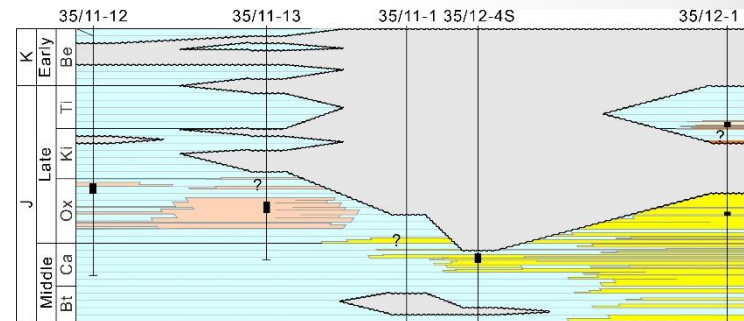 35/11-12 35/11-13 35/11-1 35/12-4S 35/12-1
K Early Be
J Late Ti
?
Ki
?
Ox
?
Middle Ca
Bt